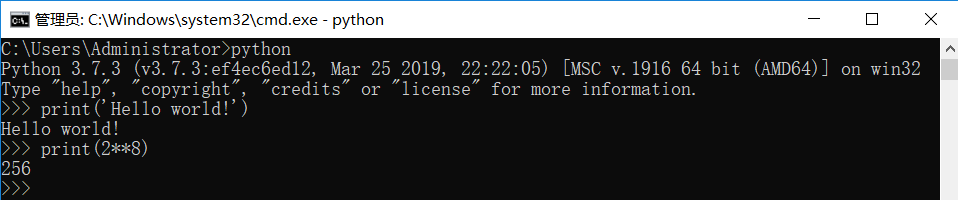 管理员: C:\Windows\system32\cmd.exe - python
C:\Users\Administrator>python
Python 3.7.3 (v3.7.3:ef4ec6ed12, Mar 25 2019, 22:22:05) [MSC v.1916 64 bit (AMD64)] on win32
Type "help", "copyright", "credits" or "license" for more information.
>>> print('Hello world!')
Hello world!
>>> print(2**8)
256
>>>